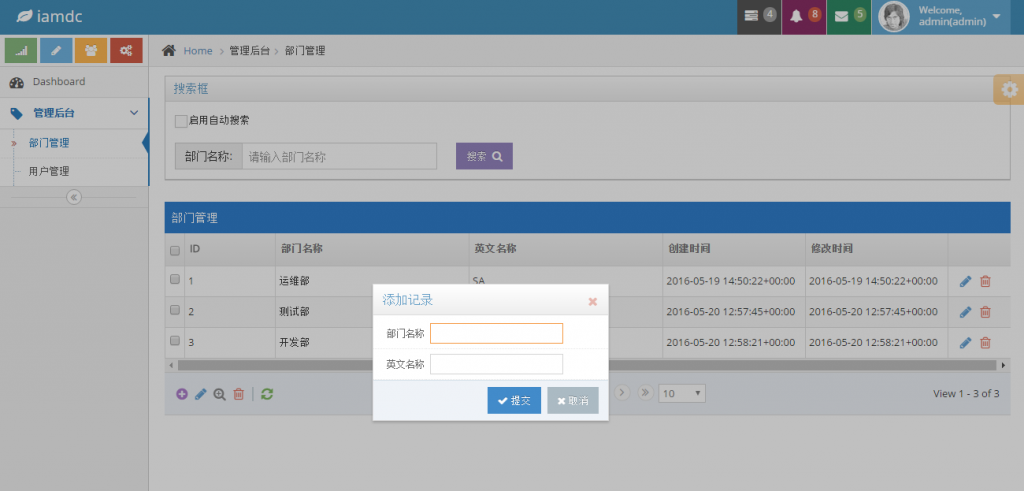 iamdc
4
8
5
Welcome,
admin(admin)
Home
管理后台
部门管理
Dashboard
管理后台
部门管理
用户管理
搜索框
启用自动搜索
部门名称:
请输入部门名称
搜索
部门管理
ID 部门名称 英文名称 创建时间 修改时间
1 运维部 SA 2016-05-19 14:50:22+00:00 2016-05-19 14:50:22+00:00
2 测试部 2016-05-20 12:57:45+00:00 2016-05-20 12:57:45+00:00
3 开发部 2016-05-20 12:58:21+00:00 2016-05-20 12:58:21+00:00
添加记录
部门名称
英文名称
提交
取消
10
View 1 - 3 of 3